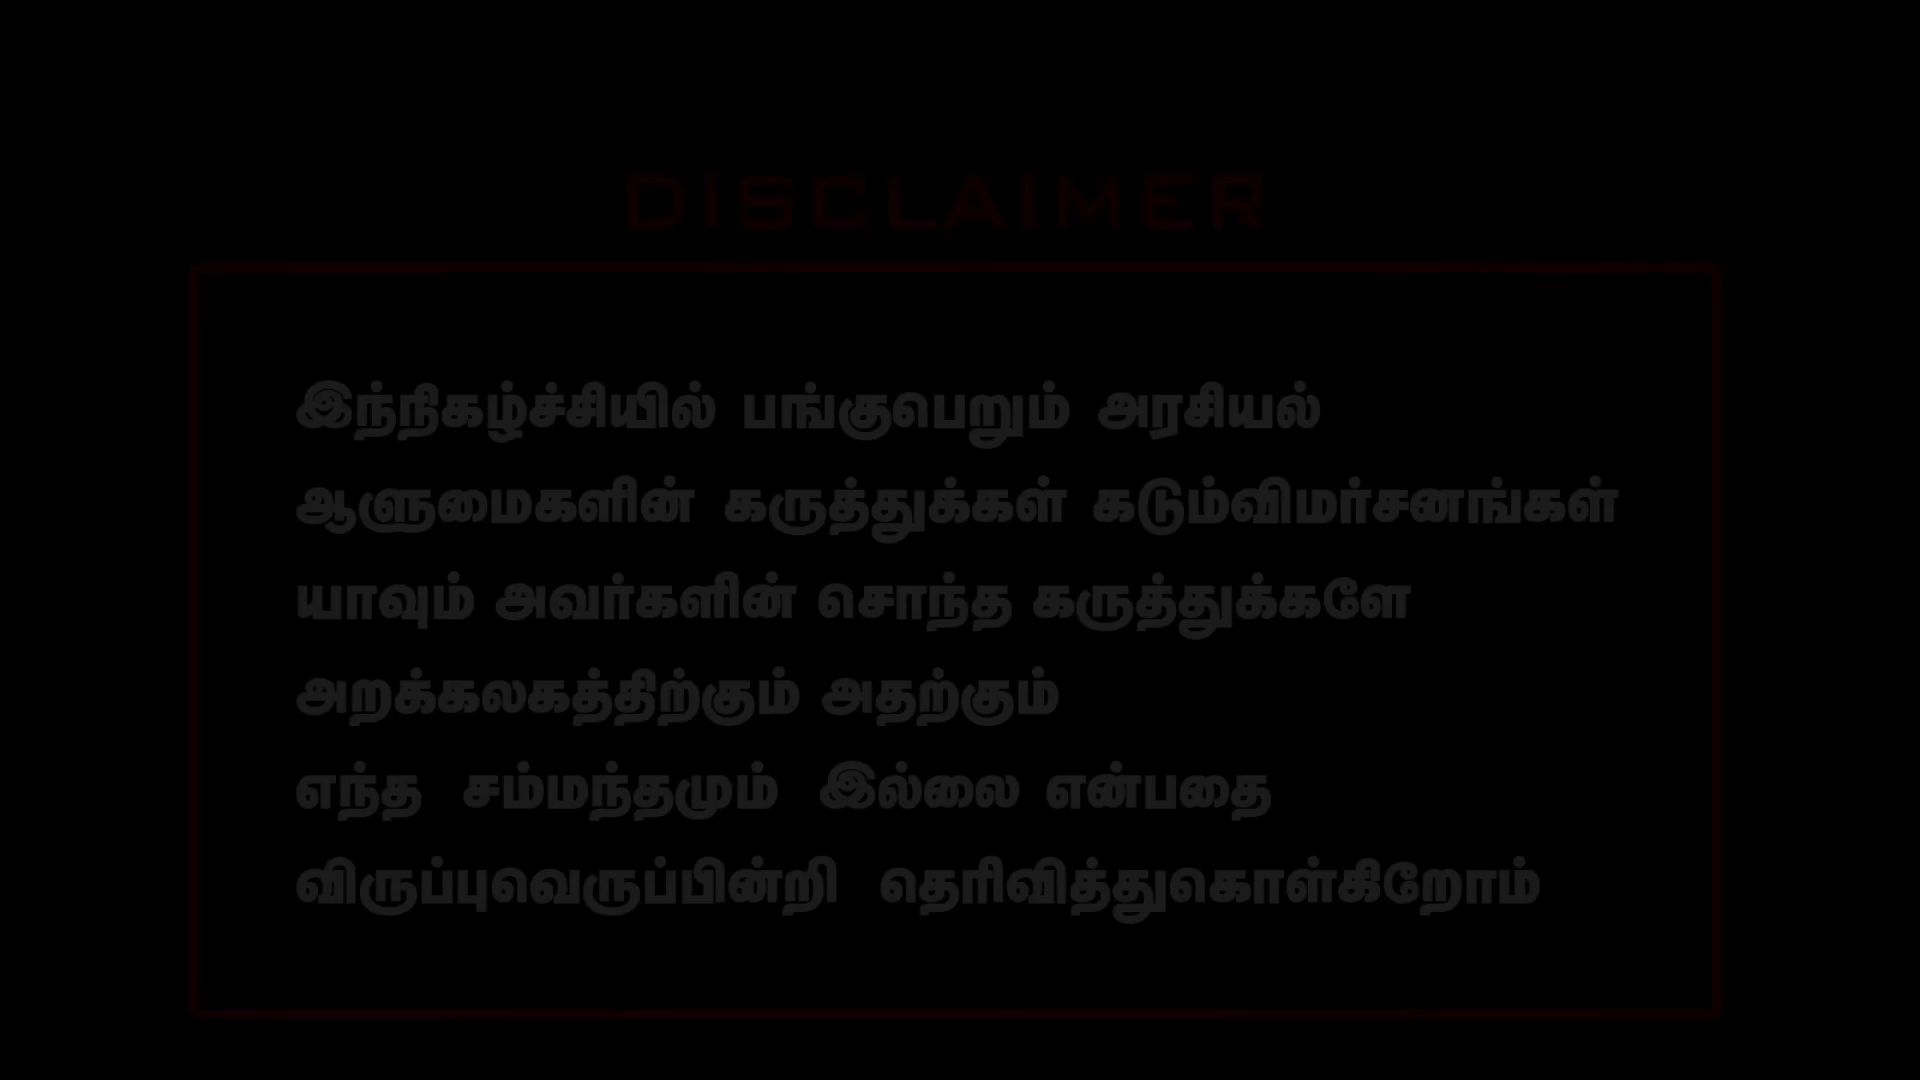 DISCLAIMER
இந்நிகழ்ச்சியில் பங்குபெறும் அரசியல்
ஆளுமைகளின் கருத்துக்கள் கடும்விமர்சனங்கள்
யாவும் அவர்களின் சொந்த கருத்துக்களே
அறக்கலகத்திற்கும் அதற்கும்
எந்த சம்மந்தமும் இல்லை என்பதை
விருப்புவெருப்பின்றி தெரிவித்துகொள்கிறோம்